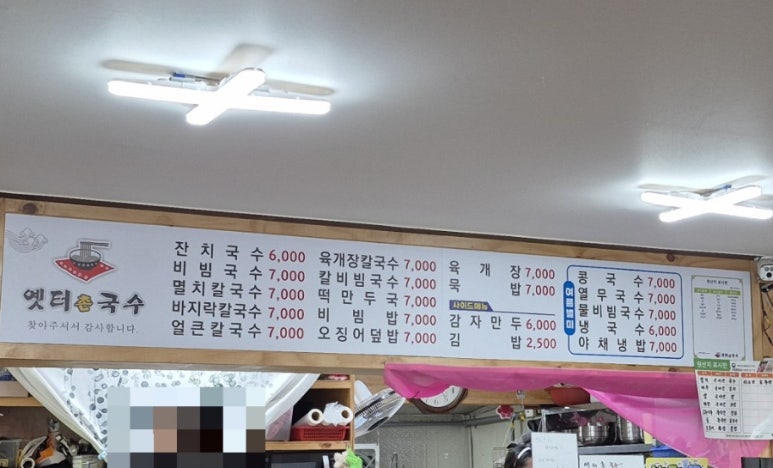 옛터촌국수
찾아주셔서 감사합니다.
잔치국수 6,000
비빔국수 7,000
멸치칼국수 7,000
바지락칼국수 7,000
얼큰칼국수 7,000
육개장칼국수 7,000
칼비빔국수 7,000
떡만두국 7,000
비빔밥 7,000
오징어덮밥 7,000
육개장 7,000
묵밥 7,000
사이드메뉴
감자만두 6,000
김밥 2,500
여름별미
콩국수 7,000
열무국수 7,000
물비빔국수 7,000
냉국수 6,000
야채냉밥 7,000
원산지 표시판